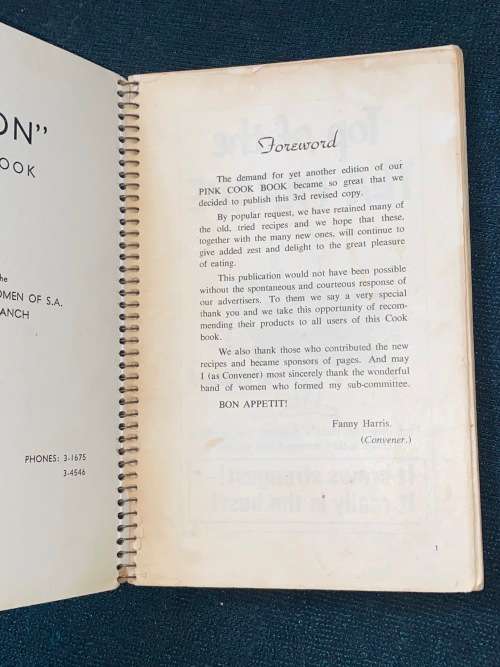 ON"
OOK
the
OMEN OF S.A.
ANCH
PHONES: 3-1675
3-4546
Foreword
The demand for yet another edition of our
PINK COOK BOOK became so great that we
decided to publish this 3rd revised copy.
By popular request, we have retained many of
the old, tried recipes and we hope that these,
together with the many new ones, will continue to
give added zest and delight to the great pleasure
of eating.
This publication would not have been possible
without the spontaneous and courteous response of
our advertisers. To them we say a very special
thank you and we take this opportunity of recom-
mending their products to all users of this Cook
book.
We also thank those who contributed the new
recipes and became sponsors of pages. And may
I (as Convener) most sincerely thank the wonderful
band of women who formed my sub-committee.
BON APPETIT!
Fanny Harris.
(Convener.)
1